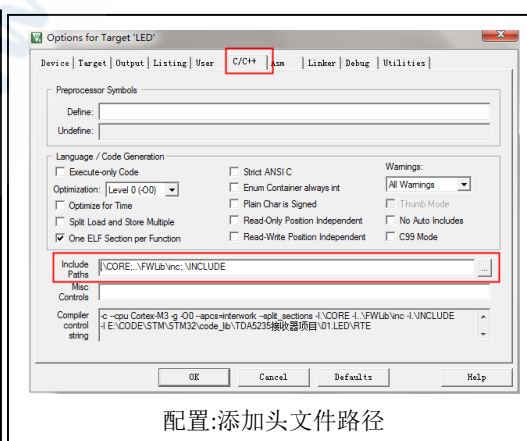 Options for Target 'LED'
Device Target Output Listing User C/C++ Asm Linker Debug Utilities
Preprocessor Symbols
Define:
Undefine:
Language / Code Generation
Execute-only Code
Strict ANSI C
Warnings:
Optimization: Level 0 (-O0)
Enum Container always int
All Warnings
Optimize for Time
Plain Char is Signed
Thumb Mode
Split Load and Store Multiple
Read-Only Position Independent
No Auto Includes
One ELF Section per Function
Read-Write Position Independent
C99 Mode
Include Paths
.\CORE;..\FWLib\inc;.\INCLUDE
...
Misc Controls
Compiler control string
-c --cpu Cortex-M3 -g -O0 --apcs=interwork --split_sections -I.\CORE -I..\FWLib\inc -I.\INCLUDE
-I E:\CODE\STM\STM32\code_lib\TDA5235接收器项目\01.LED\RTE
OK Cancel Defaults Help
配置:添加头文件路径